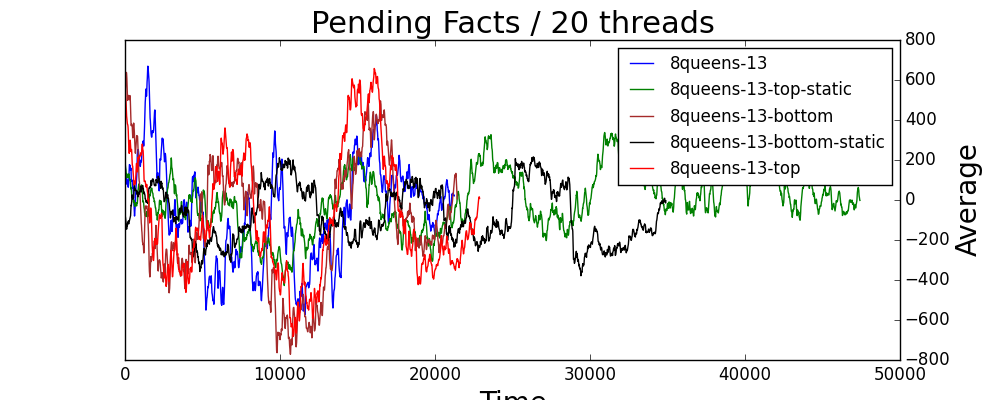 Pending Facts / 20 threads
8queens-13
8queens-13-top-static
8queens-13-bottom
8queens-13-bottom-static
8queens-13-top
800
600
400
200
0
−200
−400
−600
−800
Average
0 10000 20000 30000 40000 50000
Time